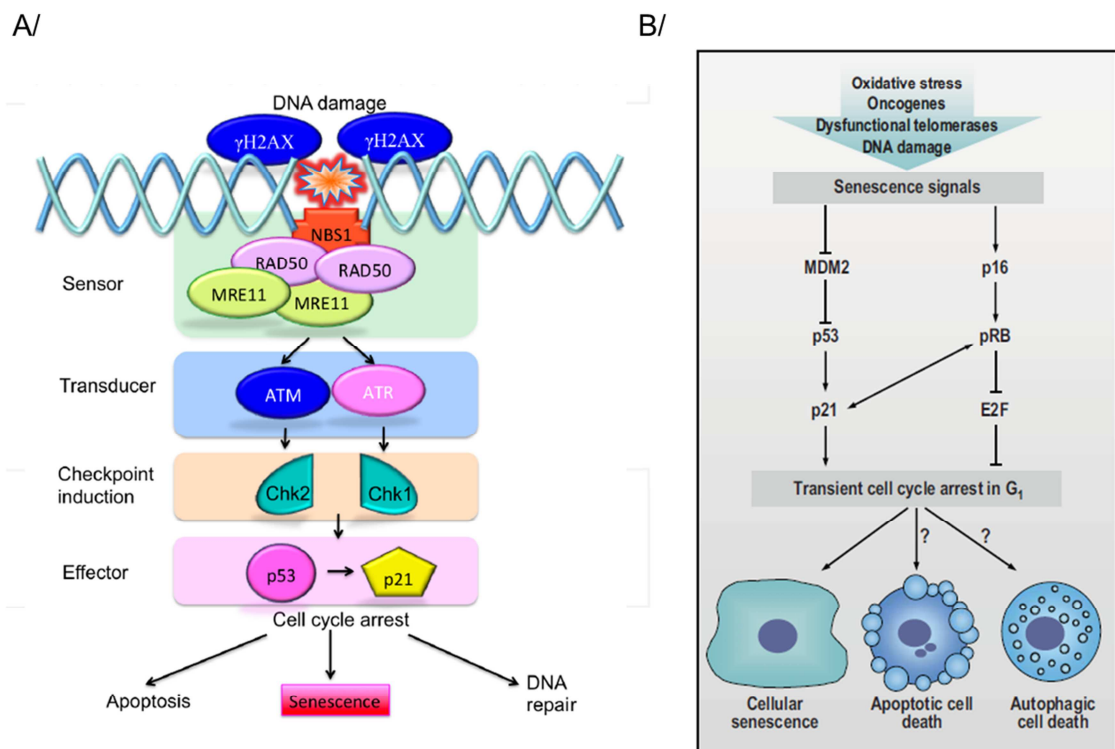 A/
DNA damage
γH2AX
γH2AX
NBS1
RAD50
RAD50
MRE11
MRE11
Sensor
Transducer
ATM
ATR
Checkpoint
induction
Chk2
Chk1
Effector
p53
p21
Cell cycle arrest
Apoptosis
Senescence
DNA
repair
B/
Oxidative stress
Oncogenes
Dysfunctional telomerases
DNA damage
Senescence signals
MDM2
p16
p53
pRB
p21
E2F
Transient cell cycle arrest in G₁
?
?
Cellular
senescence
Apoptotic cell
death
Autophagic
cell death